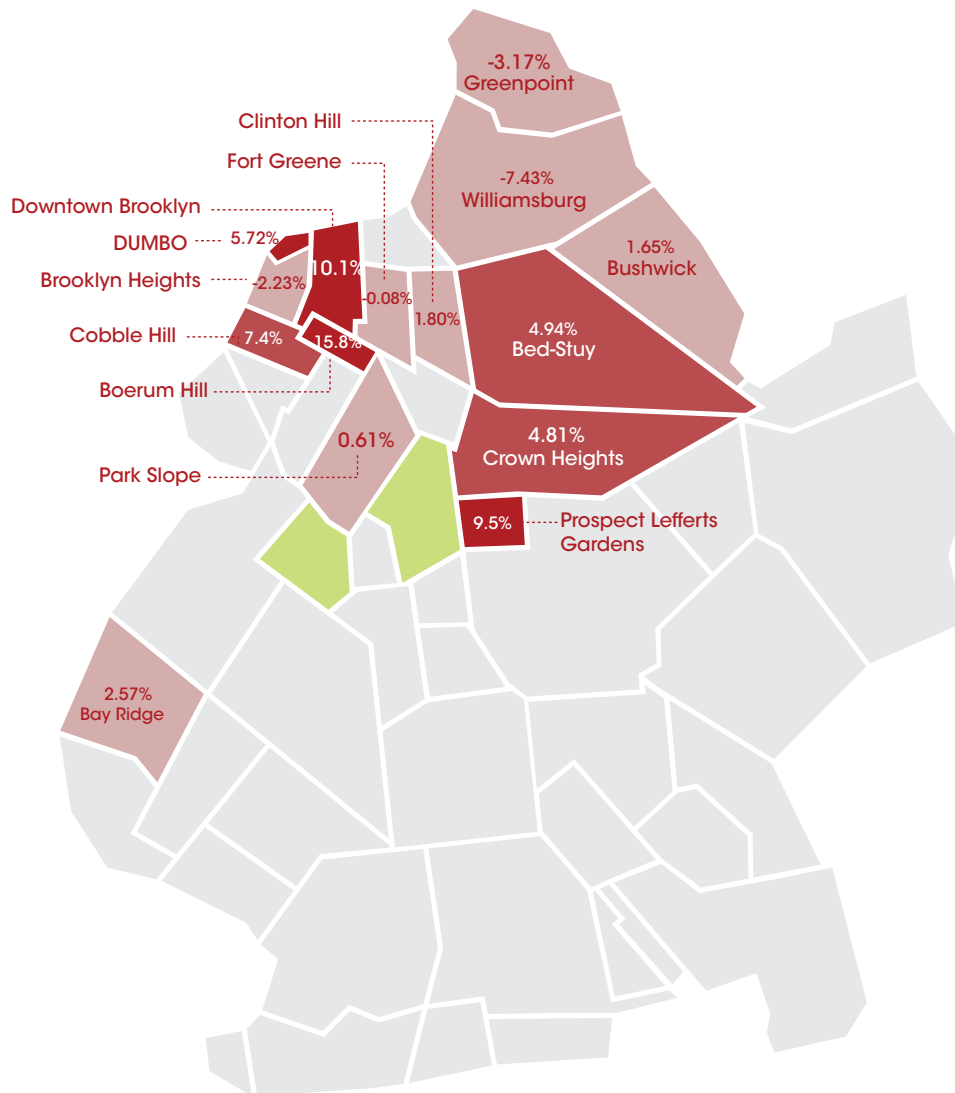 -3.17%
Greenpoint
Clinton Hill
Fort Greene
-7.43%
Williamsburg
Downtown Brooklyn
DUMBO
5.72%
1.65%
Bushwick
10.1%
Brooklyn Heights
-2.23%
-0.08%
1.80%
4.94%
Bed-Stuy
Cobble Hill
7.4%
15.8%
Boerum Hill
0.61%
4.81%
Crown Heights
Park Slope
9.5%
Prospect Lefferts
Gardens
2.57%
Bay Ridge